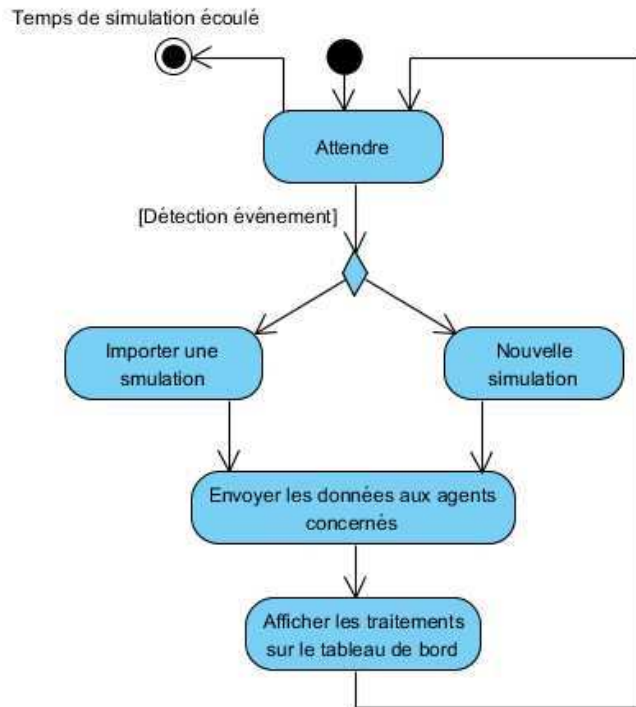 Temps de simulation écoulé
Attendre
[Détection évènement]
Importer une
smulation
Nouvelle
simulation
Envoyer les données aux agents
concernés
Afficher les traitements
sur le tableau de bord